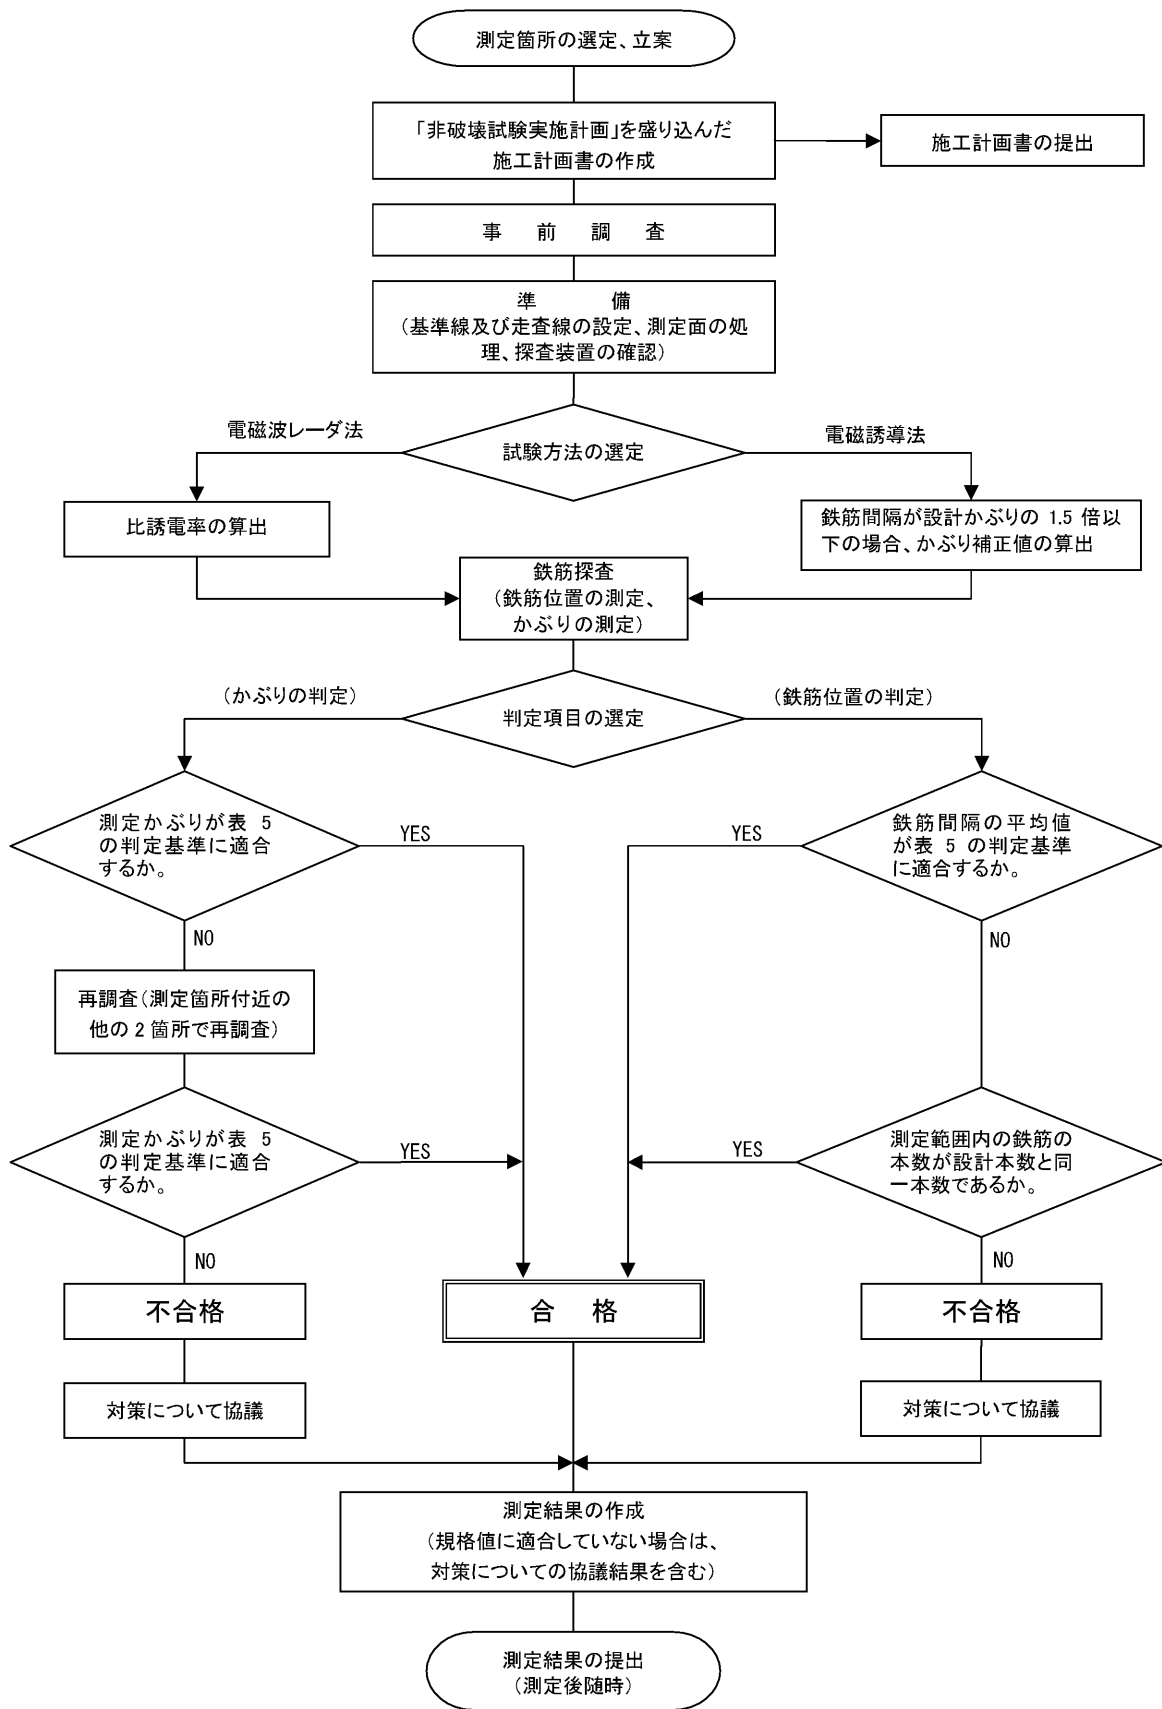 測定箇所の選定、立案
「非破壊試験実施計画」を盛り込んだ
施工計画書の作成
施工計画書の提出
事 前 調 査
準 備
（基準線及び走査線の設定、測定面の処
理、探査装置の確認）
電磁波レーダ法
試験方法の選定
電磁誘導法
比誘電率の算出
鉄筋間隔が設計かぶりの 1.5 倍以
下の場合、かぶり補正値の算出
鉄筋探査
（鉄筋位置の測定、
かぶりの測定）
（かぶりの判定）
判定項目の選定
（鉄筋位置の判定）
測定かぶりが表 5
の判定基準に適合
するか。
YES
YES
鉄筋間隔の平均値
が表 5 の判定基準
に適合するか。
NO
NO
再調査（測定箇所付近の
他の 2 箇所で再調査）
測定かぶりが表 5
の判定基準に適合
するか。
YES
YES
測定範囲内の鉄筋の
本数が設計本数と同
一本数であるか。
NO
NO
不合格
合 格
不合格
対策について協議
対策について協議
測定結果の作成
（規格値に適合していない場合は、
対策についての協議結果を含む）
測定結果の提出
（測定後随時）